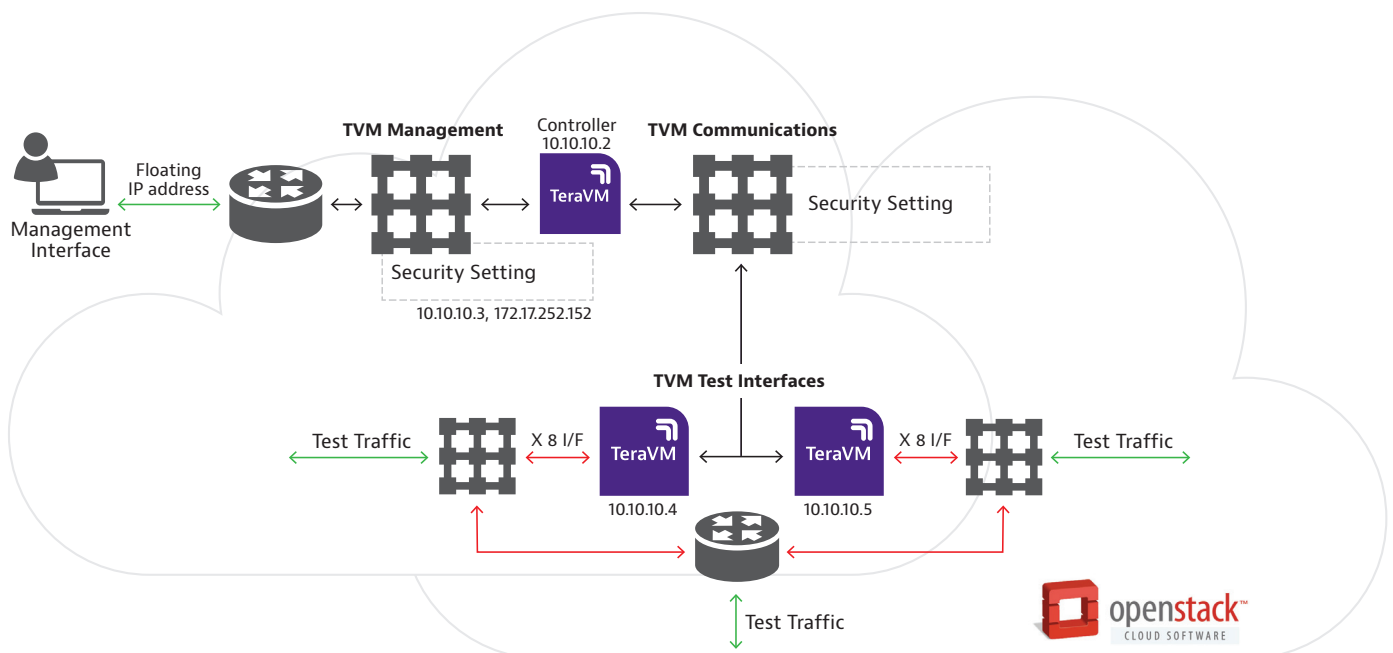 TVM Management
Controller
10.10.10.2
TVM Communications
Floating
IP address
TeraVM
Management
Interface
Security Setting
Security Setting
10.10.10.3, 172.17.252.152
TVM Test Interfaces
Test Traffic
X 8 I/F
TeraVM
TeraVM
X 8 I/F
Test Traffic
10.10.10.4
10.10.10.5
Test Traffic
openstack™
CLOUD SOFTWARE